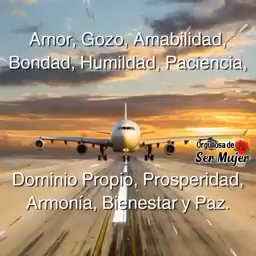 Amor, Gozo, Amabilidad,
Bondad, Humildad, Paciencia,
Orgullosa de
Ser Mujer
Dominio Propio, Prosperidad,
Armonía, Bienestar y Paz.